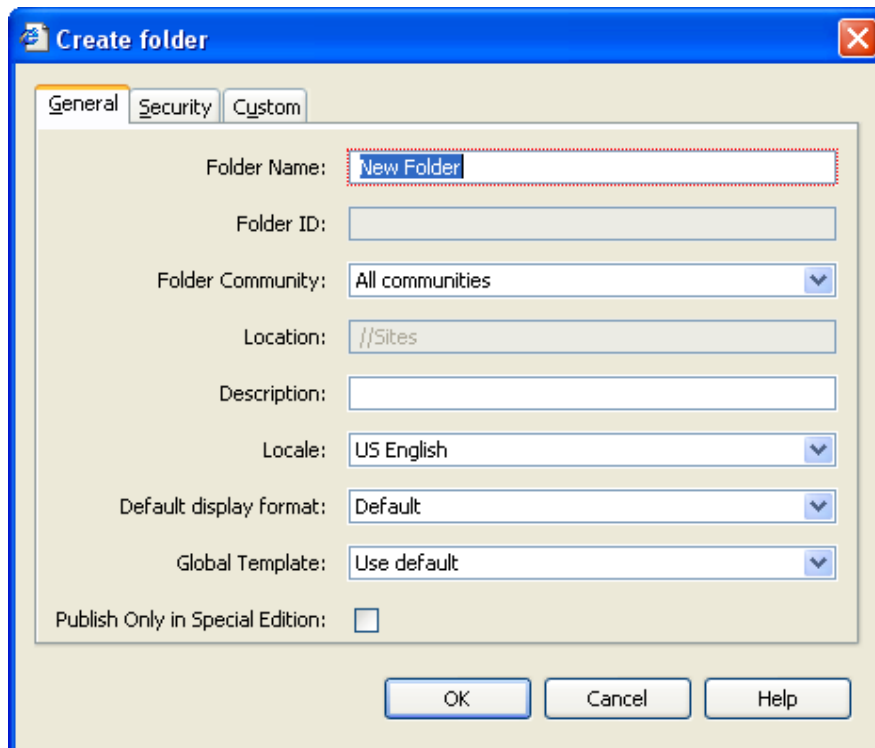 Create folder
General Security Custom
Folder Name: New Folder
Folder ID:
Folder Community: All communities
Location: //Sites
Description:
Locale: US English
Default display format: Default
Global Template: Use default
Publish Only in Special Edition:
OK Cancel Help